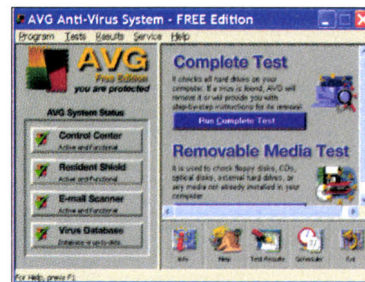 AVG Anti-Virus System - FREE Edition
Program Tests Results Service Help
AVG
Free Edition
you are protected
AVG System Status
Control Center
Active and Functional
Resident Shield
Active and Functional
E-mail Scanner
Active and Functional
Virus Database
Database is up-to-date.
Complete Test
It checks all hard drives on your
computer. If a virus is found, AVG will
remove it or will provide you with
step-by-step instructions for its removal.
Run Complete Test
Removable Media Test
It is used to check floppy disks, CDs,
optical disks, external hard drives, or
any media not already installed in your
computer.
Info Help Test Results Scheduler Exit
For Help, press F1